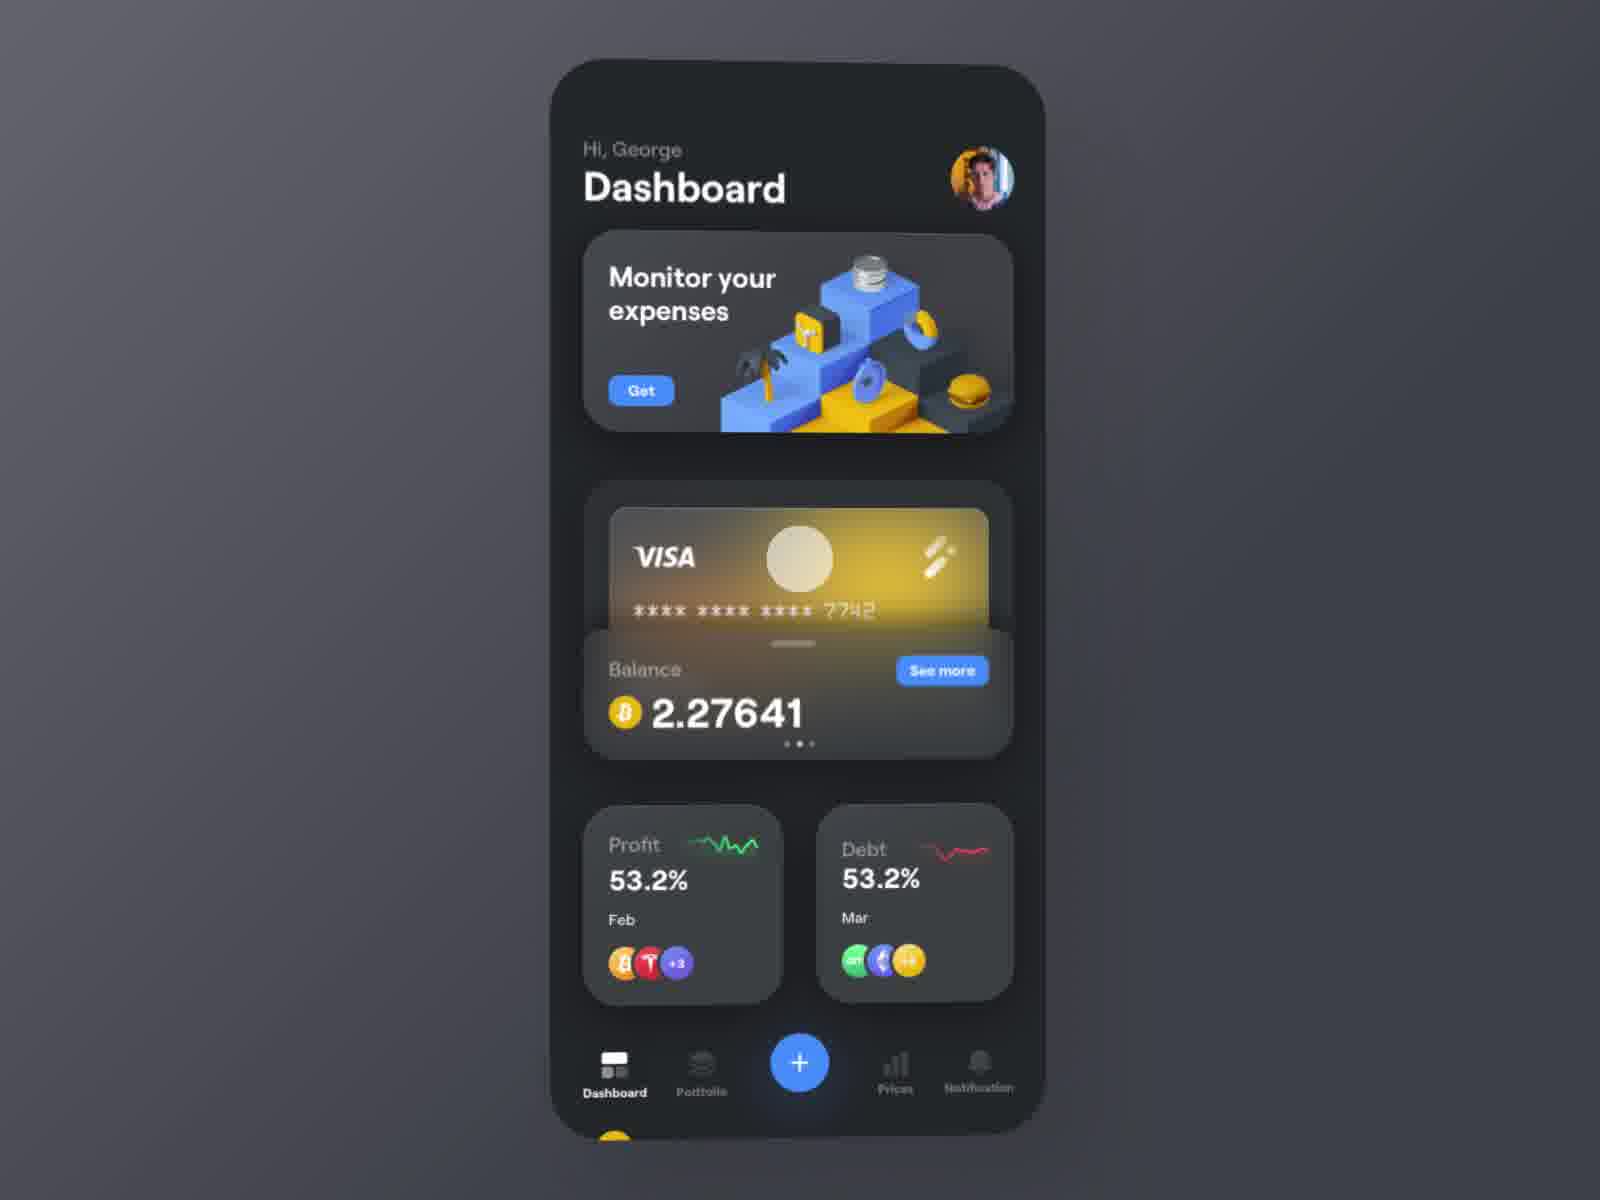 Hi, George
Dashboard
Monitor your
expenses
Get
VISA
**** **** **** 7742
Balance
See more
2.27641
Profit
53.2%
Feb
+3
Debt
53.2%
Mar
+
Dashboard
Portfolio
Prices
Notification